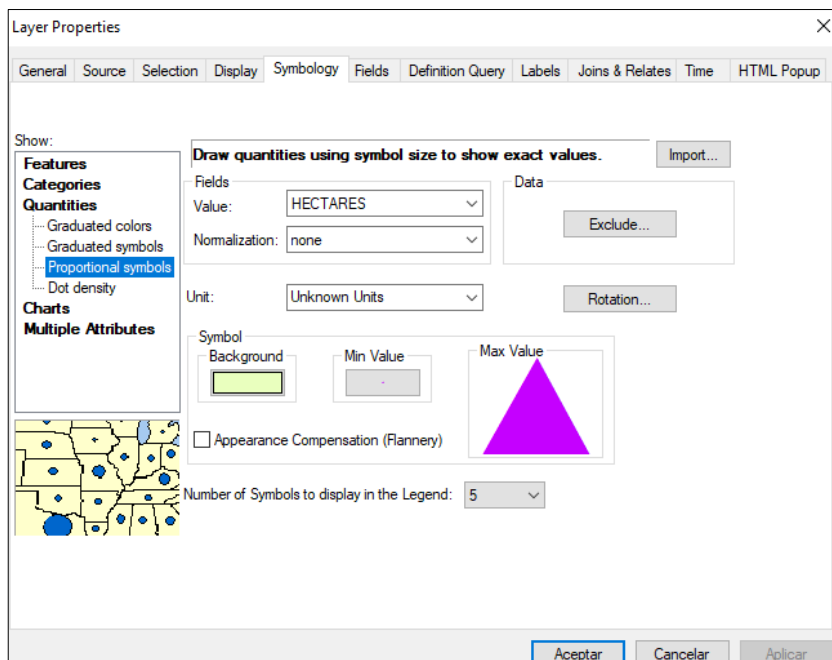 Layer Properties
General Source Selection Display Symbology Fields Definition Query Labels Joins & Relates Time HTML Popup
Show:
Features
Categories
Quantities
Graduated colors
Graduated symbols
Proportional symbols
Dot density
Charts
Multiple Attributes
Draw quantities using symbol size to show exact values.
Import...
Fields
Value: HECTARES
Normalization: none
Data
Exclude...
Unit: Unknown Units
Rotation...
Symbol
Background
Min Value
Max Value
Appearance Compensation (Flannery)
Number of Symbols to display in the Legend: 5
Aceptar Cancelar Aplicar